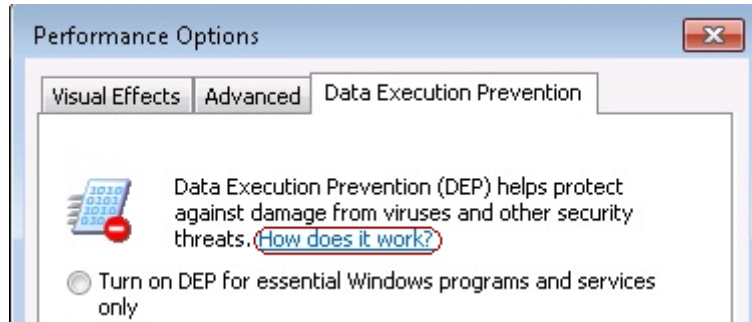 Performance Options
Visual Effects Advanced Data Execution Prevention
Data Execution Prevention (DEP) helps protect
against damage from viruses and other security
threats. How does it work?
Turn on DEP for essential Windows programs and services
only